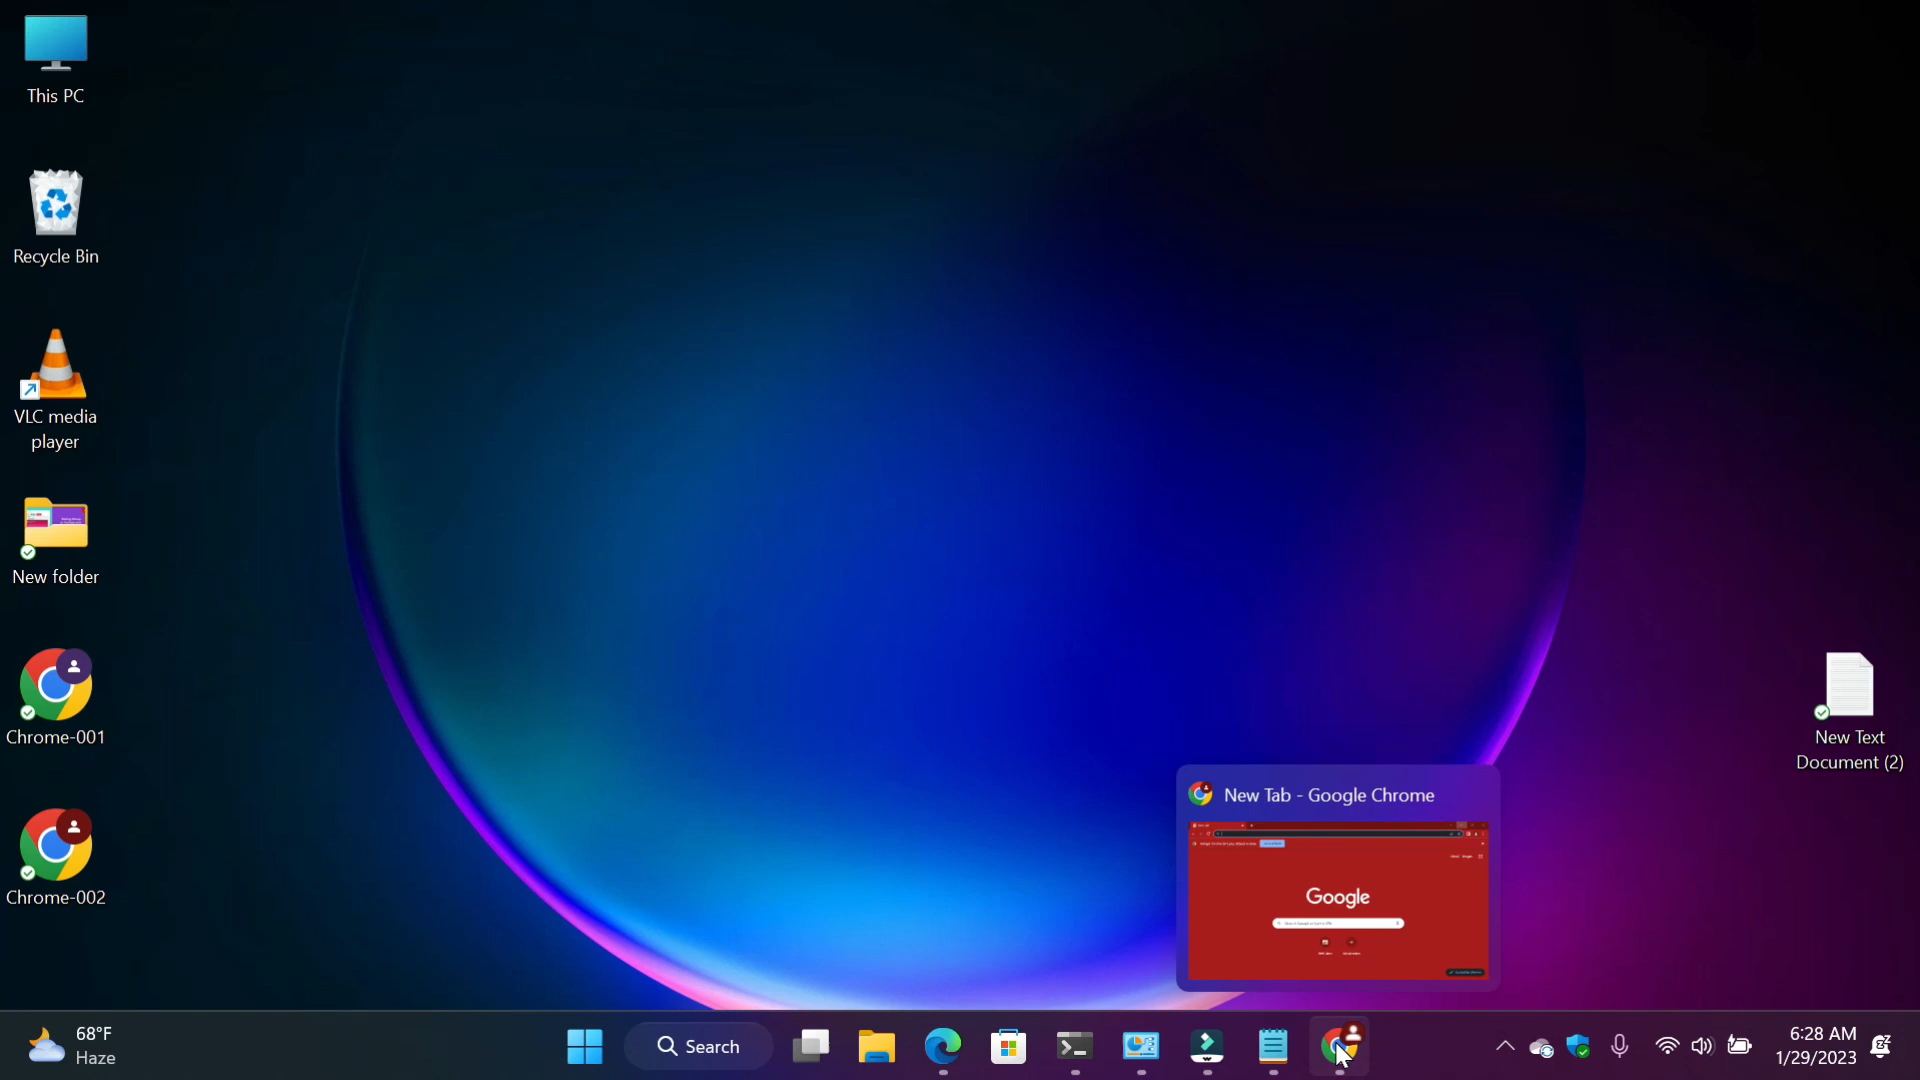 This PC
Recycle Bin
VLC media
player
New folder
Chrome-001
Chrome-002
New Text
Document (2)
New Tab - Google Chrome
Google
68°F
Haze
Search
6:28 AM
1/29/2023